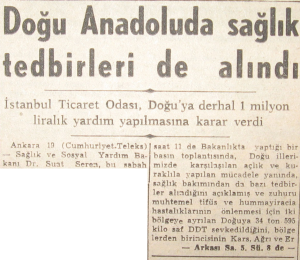 Doğu Anadoluda sağlık
tedbirleri de alındı
İstanbul Ticaret Odası, Doğu'ya derhal 1 milyon
liralık yardım yapılmasına karar verdi
Ankara 19 (Cumhuriyet.Teleks)
— Sağlık ve Sosyal Yardım Ba-
kanı Dr. Suat Seren, bu sabah
saat 11 de Bakanlıkta yaptığı bir
basın toplantısında, Doğu illeri-
mizde karşılaşılan açlık ve ku-
raklıla yapılan mücadele yanında,
sağlık bakımından da bazı tedbir-
ler alındığını açıklamış ve zuhuru
muhtemel tifüs ve hummayiracia
hastalıklarının önlenmesi için iki
bölgeye ayrılan Doğuya 34 ton 595
kilo saf DDT sevkedildiğini, bölge
lerden birincisinin Kars, Ağrı ve Er
— Arkası Sa. 5, Sü. 8 de —